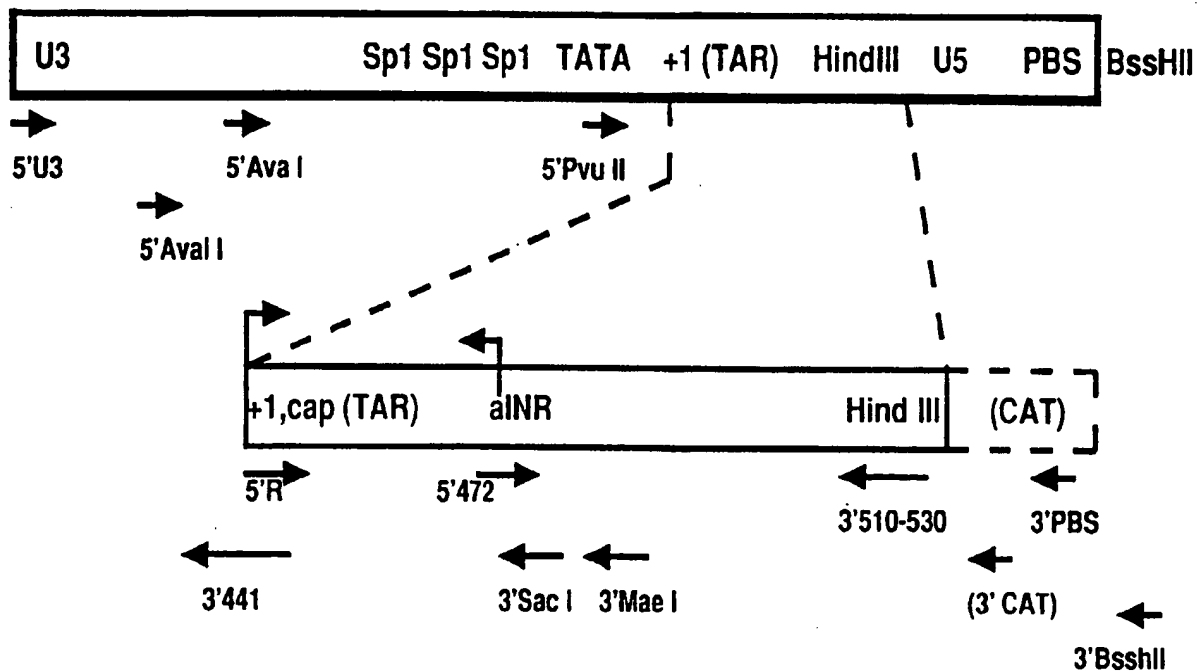 U3 Sp1 Sp1 Sp1 TATA +1 (TAR) HindIII U5 PBS BssHII
5'U3 5'Ava I 5'Pvu II
5'Aval I
+1,cap (TAR) aINR Hind III (CAT)
5'R 5'472 3'510-530 3'PBS
3'441 3'Sac I 3'Mae I (3' CAT)
3'BsshII